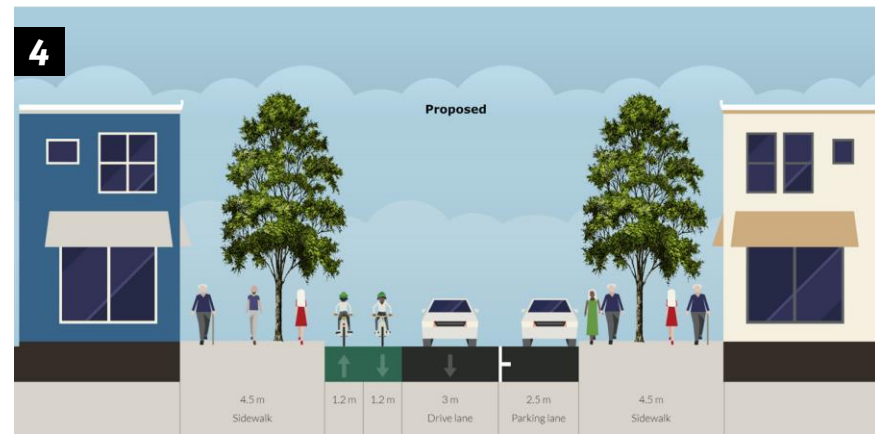 4
Proposed
4.5 m 1.2 m 1.2 m 3 m 2.5 m 4.5 m
Sidewalk Drive lane Parking lane Sidewalk